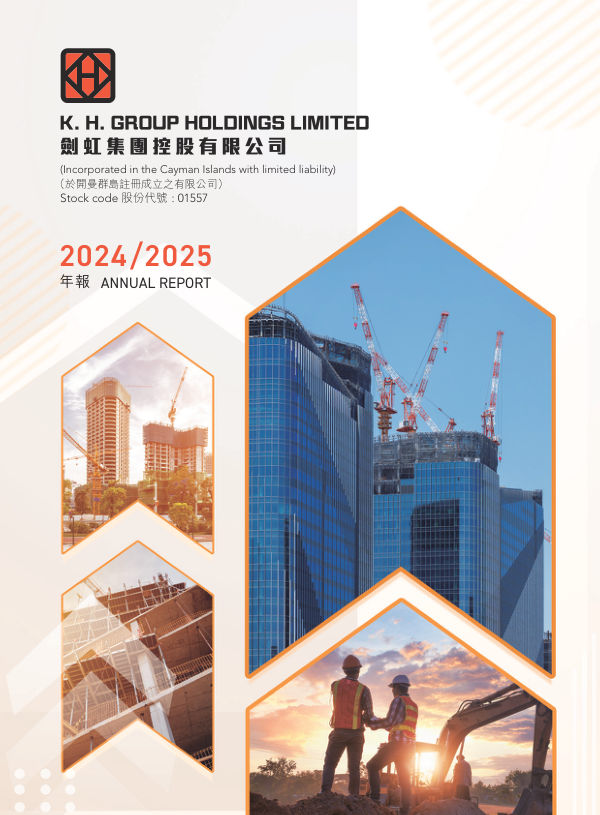 K. H. GROUP HOLDINGS LIMITED
劍虹集團控股有限公司
(Incorporated in the Cayman Islands with limited liability)
(於開曼群島註冊成立之有限公司)
Stock code 股份代號 : 01557
2024/2025
年報 ANNUAL REPORT